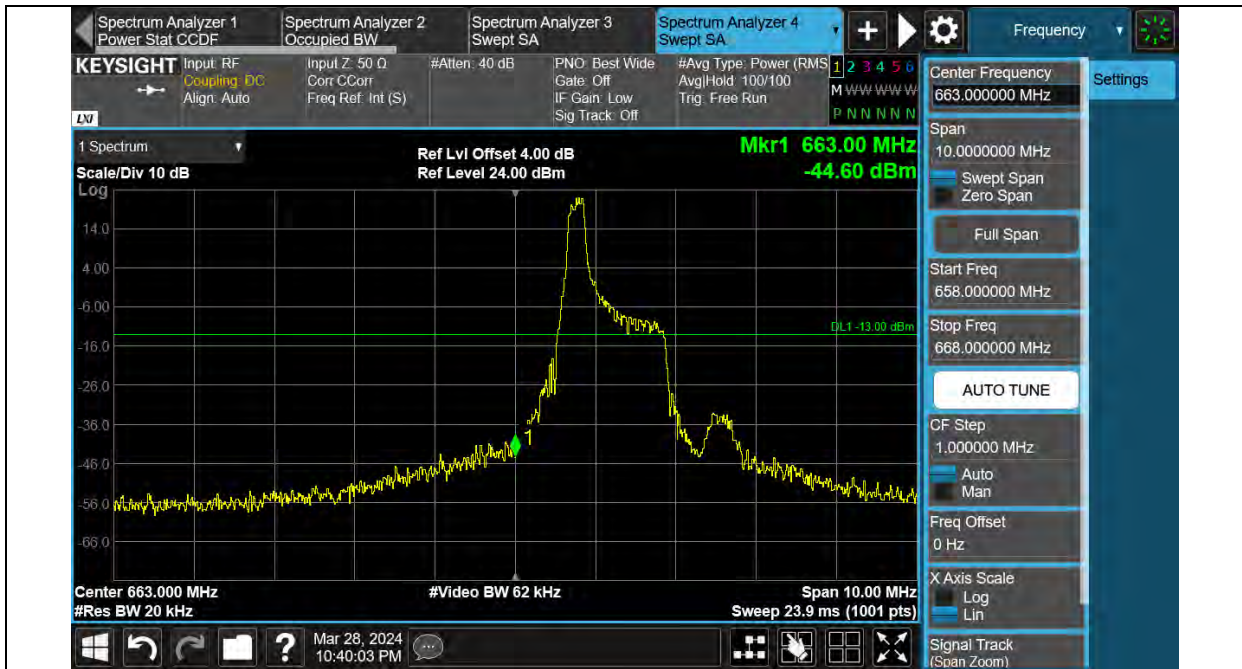 Spectrum Analyzer 1
Power Stat CCDF
Spectrum Analyzer 2
Occupied BW
Spectrum Analyzer 3
Swept SA
Spectrum Analyzer 4
Swept SA
Frequency
KEYSIGHT
LXI
Input: RF
Coupling: DC
Align: Auto
Input Z: 50 Ω
Corr CCorr
Freq Ref: Int (S)
#Atten: 40 dB
PNO: Best Wide
Gate: Off
IF Gain: Low
Sig Track: Off
#Avg Type: Power (RMS
Avg|Hold: 100/100
Trig: Free Run
1 2 3 4 5 6
M W W W W W
P N N N N N
Settings
1 Spectrum
Scale/Div 10 dB
Ref Lvl Offset 4.00 dB
Ref Level 24.00 dBm
Mkr1 663.00 MHz
-44.60 dBm
Log
14.0
4.00
-6.00
-16.0
-26.0
-36.0
-46.0
-56.0
-66.0
DL1 -13.00 dBm
1
Center 663.000 MHz
#Res BW 20 kHz
#Video BW 62 kHz
Span 10.00 MHz
Sweep 23.9 ms (1001 pts)
Center Frequency
663.000000 MHz
Span
10.0000000 MHz
Swept Span
Zero Span
Full Span
Start Freq
658.000000 MHz
Stop Freq
668.000000 MHz
AUTO TUNE
CF Step
1.000000 MHz
Auto
Man
Freq Offset
0 Hz
X Axis Scale
Log
Lin
Signal Track
(Span Zoom)
?
Mar 28, 2024
10:40:03 PM